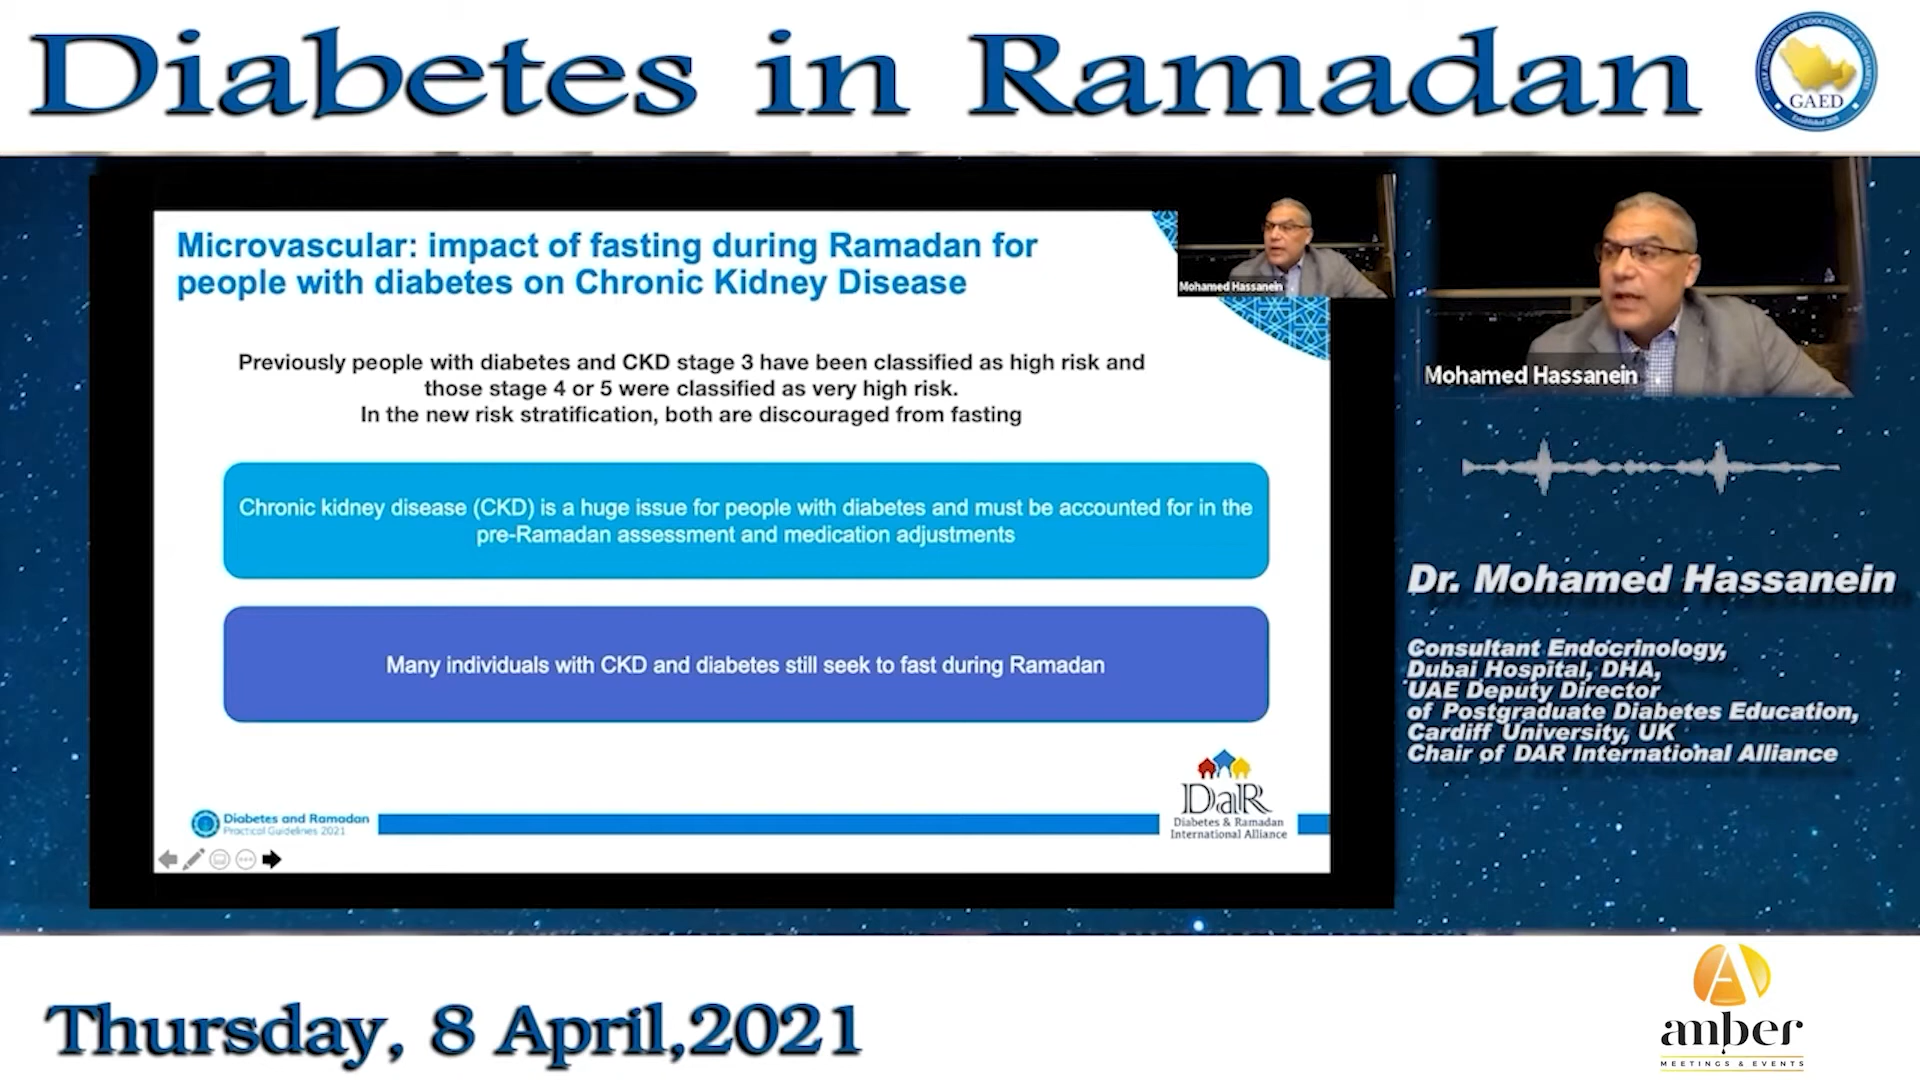 Diabetes in Ramadan
GULF ASSOCIATION OF ENDOCRINOLOGY AND DIABETES
GAED
Microvascular: impact of fasting during Ramadan for
people with diabetes on Chronic Kidney Disease
Mohamed Hassanein
Mohamed Hassanein
Previously people with diabetes and CKD stage 3 have been classified as high risk and
those stage 4 or 5 were classified as very high risk.
In the new risk stratification, both are discouraged from fasting
Chronic kidney disease (CKD) is a huge issue for people with diabetes and must be accounted for in the
pre-Ramadan assessment and medication adjustments
Many individuals with CKD and diabetes still seek to fast during Ramadan
Dr. Mohamed Hassanein
Consultant Endocrinology,
Dubai Hospital, DHA,
UAE Deputy Director
of Postgraduate Diabetes Education,
Cardiff University, UK
Chair of DAR International Alliance
Diabetes and Ramadan
Practical Guidelines 2021
DaR
Diabetes & Ramadan
International Alliance
Thursday, 8 April,2021
amber
MEETINGS & EVENTS